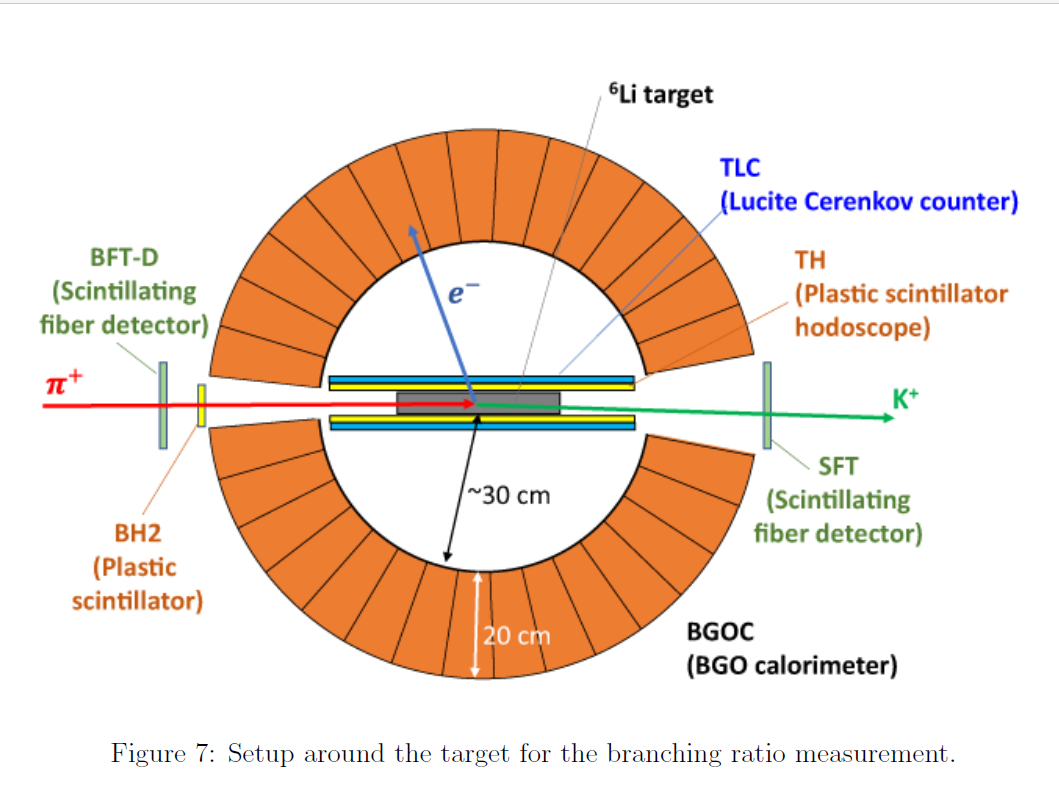 ⁶Li target
TLC
(Lucite Cerenkov counter)
TH
(Plastic scintillator
hodoscope)
BFT-D
(Scintillating
fiber detector)
e⁻
π⁺
K⁺
~30 cm
SFT
(Scintillating
fiber detector)
BH2
(Plastic
scintillator)
20 cm
BGOC
(BGO calorimeter)
Figure 7: Setup around the target for the branching ratio measurement.